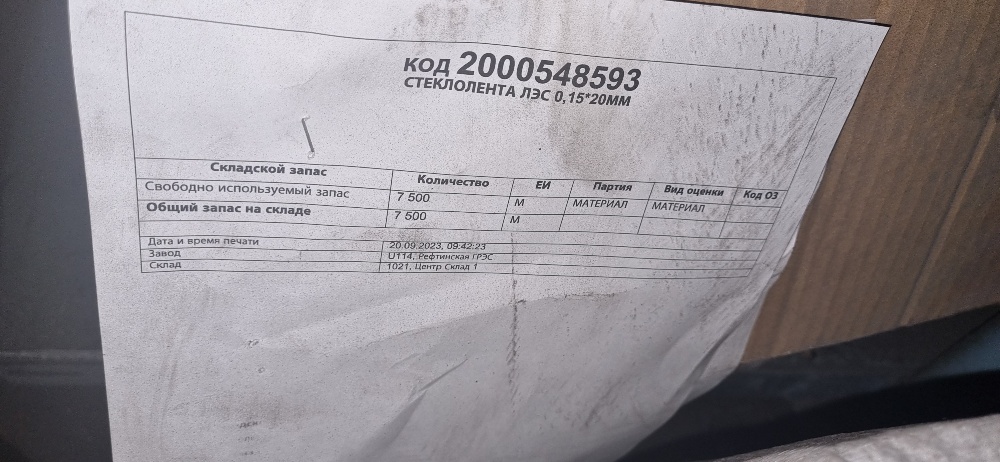 код 2000548593
СТЕКЛОЛЕНТА ЛЭС 0,15*20ММ
Складской запас Количество ЕИ Партия Вид оценки Код ОЗ
Свободно используемый запас 7 500 М МАТЕРИАЛ МАТЕРИАЛ
Общий запас на складе 7 500 М
Дата и время печати 20.09.2023, 09:42:23
Завод U114, Рефтинская ГРЭС
Склад 1021, Центр Склад 1